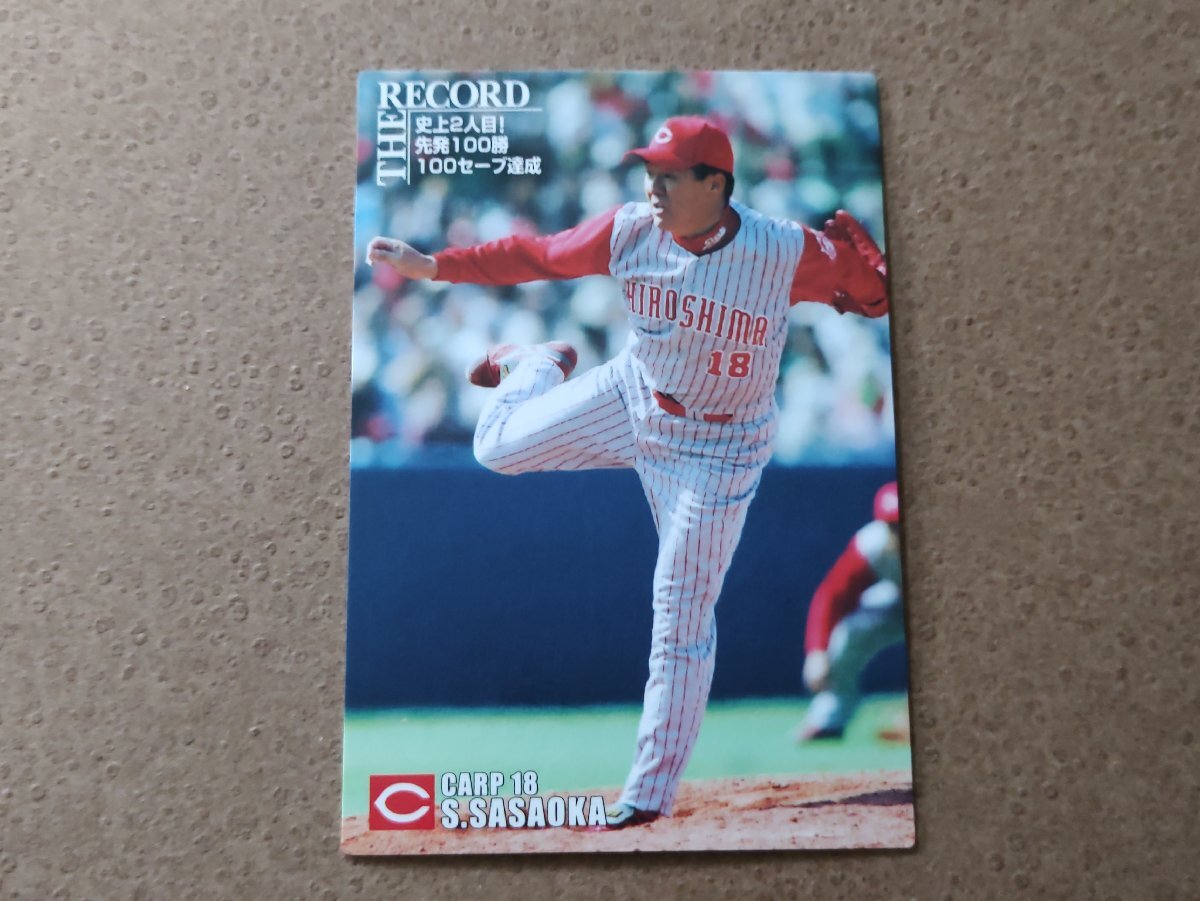 THE RECORD
史上2人目!
先発100勝
100セーブ達成
HIROSHIMA
18
C
CARP 18
S.SASAOKA